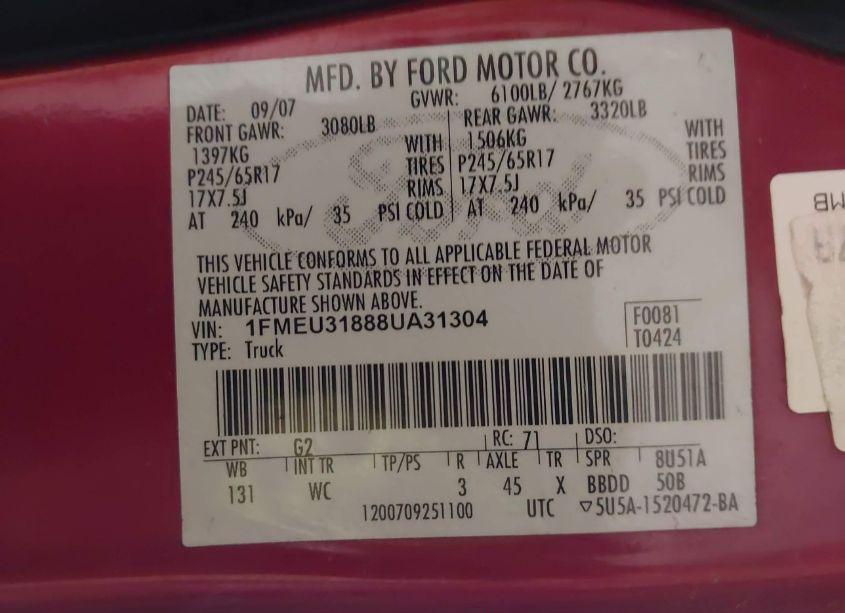 MFD. BY FORD MOTOR CO.
DATE: 09/07 GVWR: 6100LB/ 2767KG
FRONT GAWR: 3080LB REAR GAWR: 3320LB
1397KG WITH 1506KG WITH
P245/65R17 TIRES P245/65R17 TIRES
17X7.5J RIMS 17X7.5J RIMS
AT 240 kPa/ 35 PSI COLD AT 240 kPa/ 35 PSI COLD
THIS VEHICLE CONFORMS TO ALL APPLICABLE FEDERAL MOTOR
VEHICLE SAFETY STANDARDS IN EFFECT ON THE DATE OF
MANUFACTURE SHOWN ABOVE.
VIN: 1FMEU31888UA31304 F0081
TYPE: Truck T0424
EXT PNT: G2 RC: 71 DSO:
WB INT TR TP/PS R AXLE TR SPR 8U51A
131 WC 3 45 X BBDD 50B
1200709251100 UTC ▽5U5A-1520472-BA
Ford